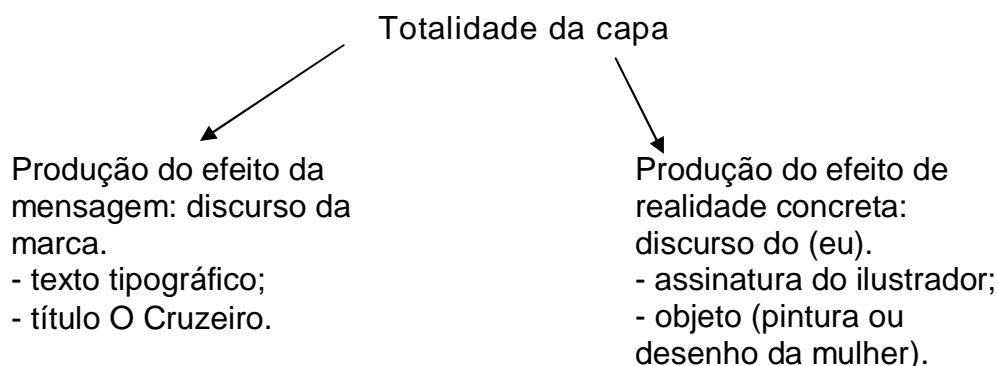 Totalidade da capa
Produção do efeito da
mensagem: discurso da
marca.
- texto tipográfico;
- título O Cruzeiro.
Produção do efeito de
realidade concreta:
discurso do (eu).
- assinatura do ilustrador;
- objeto (pintura ou
desenho da mulher).